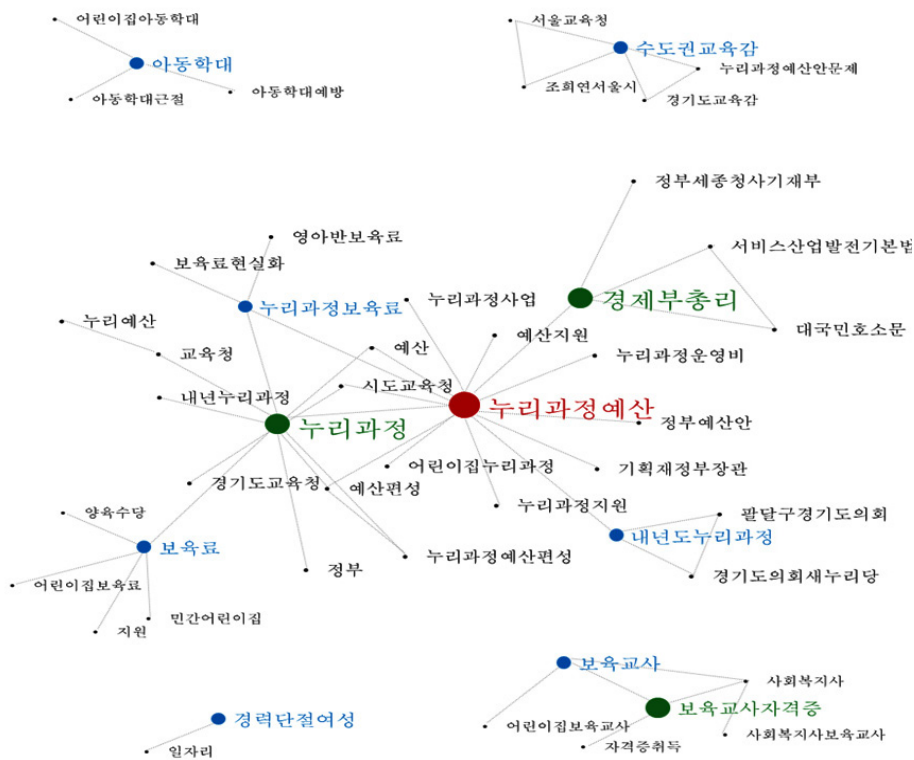 어린이집아동학대
아동학대
아동학대근절
아동학대예방
서울교육청
수도권교육감
누리과정예산안문제
조희연서울시
경기도교육감
정부세종청사기재부
서비스산업발전기본법
경제부총리
대국민호소문
영아반보육료
보육료현실화
누리과정보육료
누리과정사업
누리예산
예산지원
교육청
예산
누리과정운영비
시도교육청
내년누리과정
누리과정예산
누리과정
정부예산안
어린이집누리과정
기획재정부장관
경기도교육청
예산편성
누리과정지원
팔달구경기도의회
내년도누리과정
양육수당
보육료
정부
누리과정예산편성
경기도의회새누리당
어린이집보육료
민간어린이집
지원
보육교사
사회복지사
보육교사자격증
어린이집보육교사
사회복지사보육교사
자격증취득
경력단절여성
일자리